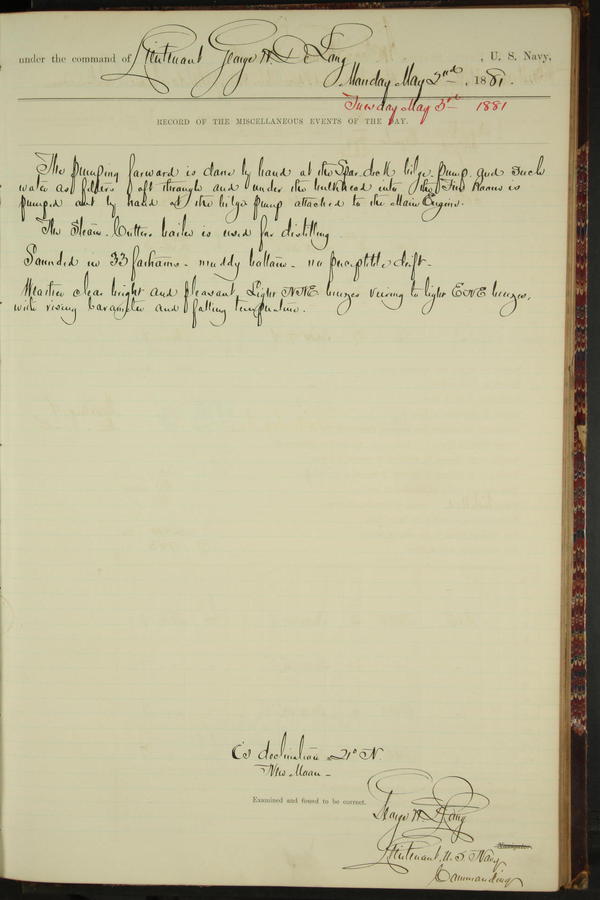 under the command of Lieutenant George W. De Long, U. S. Navy,
Monday May 2nd, 1881.
Tuesday May 3rd 1881
RECORD OF THE MISCELLANEOUS EVENTS OF THE DAY.
The pumping forward is done by hand at the Spar deck bilge pump and such
water as filters aft through and under the bulkhead into the Fire Room is
pumped out by hand at the bilge pump attached to the Main Engine.
The Steam Cutter boiler is used for distilling
Sounded in 33 fathoms - muddy bottom - no perceptible drift -
Weather clear bright and pleasant. Light NNE breezes veering to light ENE breezes,
with rising barometer and falling temperature.
☾'s declination 21° N.
New Moon -
Examined and found to be correct.
George W. De Long
Navigator.
Lieutenant, U. S. Navy
Commanding